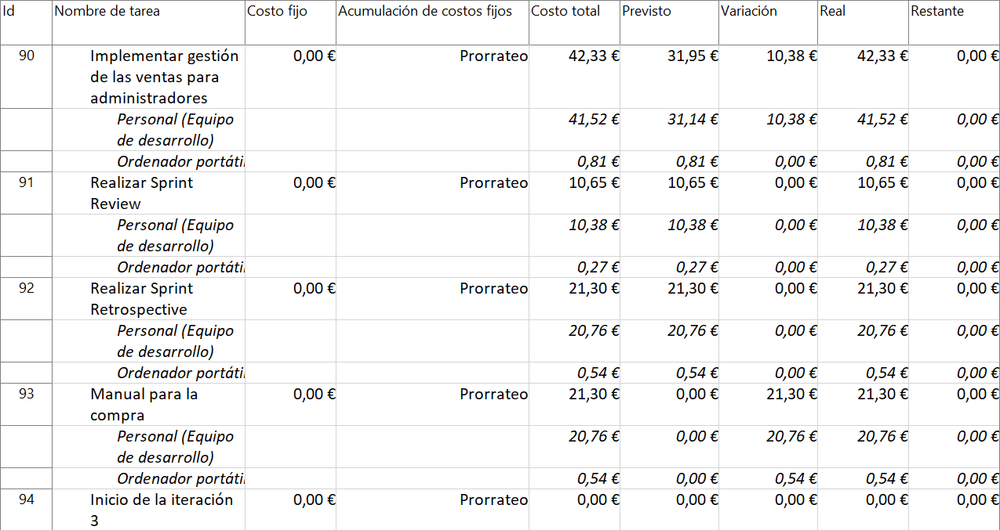 Id Nombre de tarea Costo fijo Acumulación de costos fijos Costo total Previsto Variación Real Restante
90 Implementar gestión 0,00 € Prorrateo 42,33 € 31,95 € 10,38 € 42,33 € 0,00 €
de las ventas para
administradores
Personal (Equipo 41,52 € 31,14 € 10,38 € 41,52 € 0,00 €
de desarrollo)
Ordenador portáti 0,81 € 0,81 € 0,00 € 0,81 € 0,00 €
91 Realizar Sprint 0,00 € Prorrateo 10,65 € 10,65 € 0,00 € 10,65 € 0,00 €
Review
Personal (Equipo 10,38 € 10,38 € 0,00 € 10,38 € 0,00 €
de desarrollo)
Ordenador portáti 0,27 € 0,27 € 0,00 € 0,27 € 0,00 €
92 Realizar Sprint 0,00 € Prorrateo 21,30 € 21,30 € 0,00 € 21,30 € 0,00 €
Retrospective
Personal (Equipo 20,76 € 20,76 € 0,00 € 20,76 € 0,00 €
de desarrollo)
Ordenador portáti 0,54 € 0,54 € 0,00 € 0,54 € 0,00 €
93 Manual para la 0,00 € Prorrateo 21,30 € 0,00 € 21,30 € 21,30 € 0,00 €
compra
Personal (Equipo 20,76 € 0,00 € 20,76 € 20,76 € 0,00 €
de desarrollo)
Ordenador portáti 0,54 € 0,00 € 0,54 € 0,54 € 0,00 €
94 Inicio de la iteración 0,00 € Prorrateo 0,00 € 0,00 € 0,00 € 0,00 € 0,00 €
3